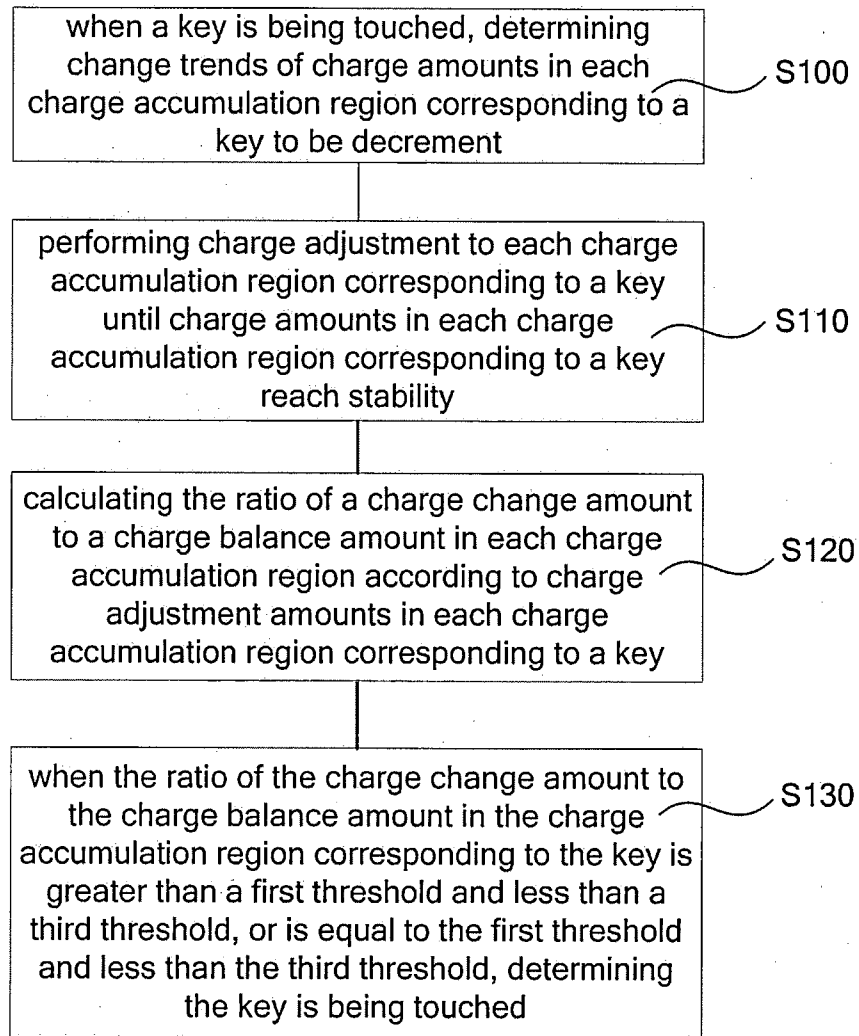 when a key is being touched, determining
change trends of charge amounts in each
charge accumulation region corresponding to a
key to be decrement
S100
performing charge adjustment to each charge
accumulation region corresponding to a key
until charge amounts in each charge
accumulation region corresponding to a key
reach stability
S110
calculating the ratio of a charge change amount
to a charge balance amount in each charge
accumulation region according to charge
adjustment amounts in each charge
accumulation region corresponding to a key
S120
when the ratio of the charge change amount to
the charge balance amount in the charge
accumulation region corresponding to the key is
greater than a first threshold and less than a
third threshold, or is equal to the first threshold
and less than the third threshold, determining
the key is being touched
S130